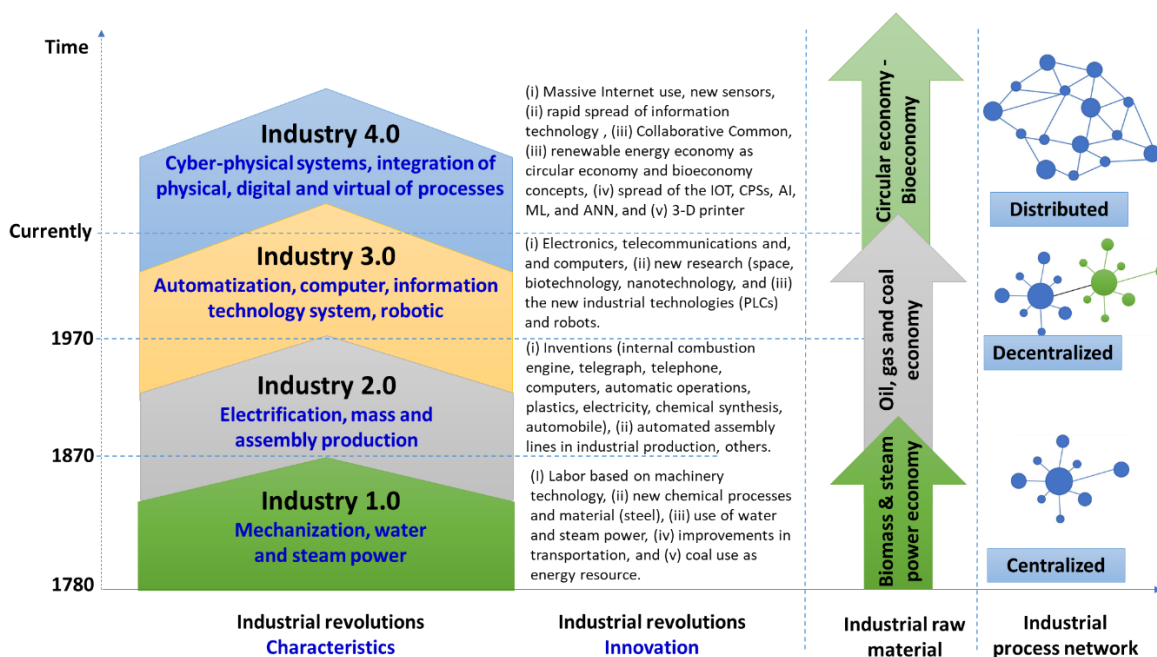 Time
Currently
1970
1870
1780
Industry 4.0
Cyber-physical systems, integration of
physical, digital and virtual of processes
Industry 3.0
Automatization, computer, information
technology system, robotic
Industry 2.0
Electrification, mass and
assembly production
Industry 1.0
Mechanization, water
and steam power
Industrial revolutions
Characteristics
(i) Massive Internet use, new sensors,
(ii) rapid spread of information
technology , (iii) Collaborative Common,
(iii) renewable energy economy as
circular economy and bioeconomy
concepts, (iv) spread of the IOT, CPSs, AI,
ML, and ANN, and (v) 3-D printer
(i) Electronics, telecommunications and,
and computers, (ii) new research (space,
biotechnology, nanotechnology, and (iii)
the new industrial technologies (PLCs)
and robots.
(i) Inventions (internal combustion
engine, telegraph, telephone,
computers, automatic operations,
plastics, electricity, chemical synthesis,
automobile), (ii) automated assembly
lines in industrial production, others.
(I) Labor based on machinery
technology, (ii) new chemical processes
and material (steel), (iii) use of water
and steam power, (iv) improvements in
transportation, and (v) coal use as
energy resource.
Industrial revolutions
Innovation
Circular economy -
Bioeconomy
Oil, gas and coal
economy
Biomass & steam
power economy
Industrial raw
material
Distributed
Decentralized
Centralized
Industrial
process network